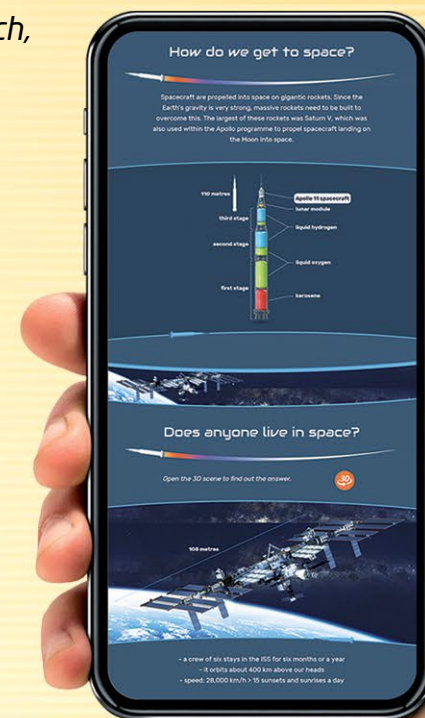 ch,
How do we get to space?
Spacecraft are propelled into space on gigantic rockets. Since the
Earth's gravity is very strong, massive rockets need to be built to
overcome this. The largest of these rockets was Saturn V, which was
also used within the Apollo programme to propel spacecraft landing on
the Moon into space.
110 metres
Apollo 11 spacecraft
lunar module
third stage
liquid hydrogen
second stage
liquid oxygen
first stage
kerosene
Does anyone live in space?
Open the 3D scene to find out the answer.
3D
108 metres
- a crew of six stays in the ISS for six months or a year
- it orbits about 400 km above our heads
- speed: 28,000 km/h > 15 sunsets and sunrises a day